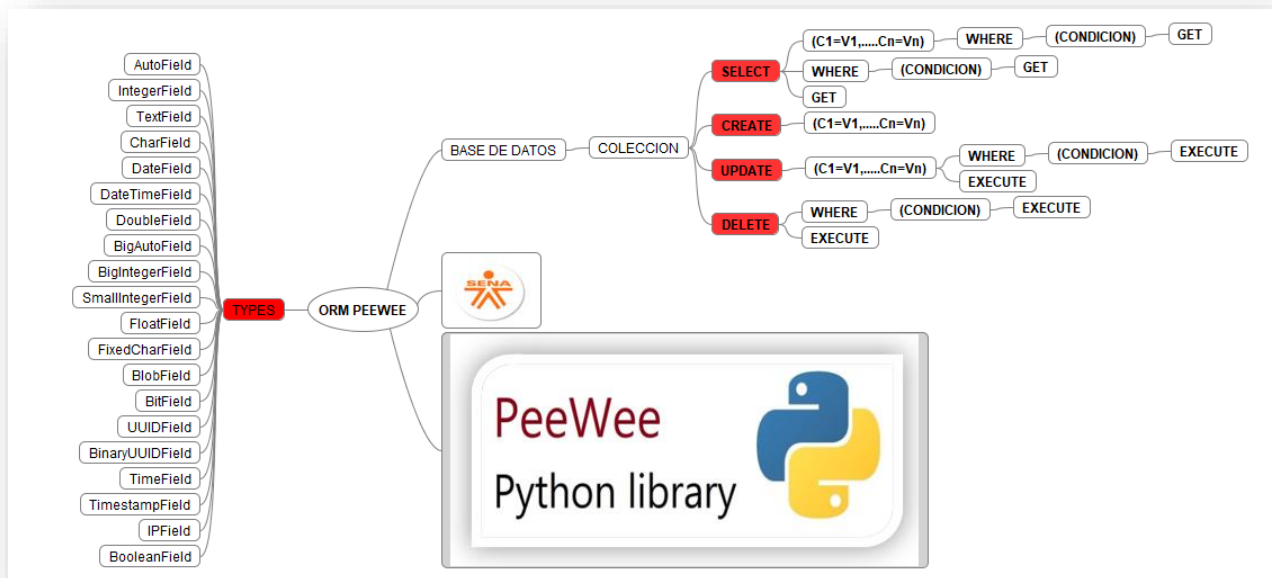 AutoField
IntegerField
TextField
CharField
DateField
DateTimeField
DoubleField
BigAutoField
BigIntegerField
SmallIntegerField
FloatField
FixedCharField
BlobField
BitField
UUIDField
BinaryUUIDField
TimeField
TimestampField
IPField
BooleanField
TYPES
ORM PEEWEE
BASE DE DATOS
COLECCION
SELECT
(C1=V1,.....Cn=Vn) WHERE (CONDICION) GET
WHERE (CONDICION) GET
GET
CREATE
(C1=V1,.....Cn=Vn)
UPDATE
(C1=V1,.....Cn=Vn)
WHERE (CONDICION) EXECUTE
EXECUTE
DELETE
WHERE (CONDICION) EXECUTE
EXECUTE
SENA
PeeWee
Python library